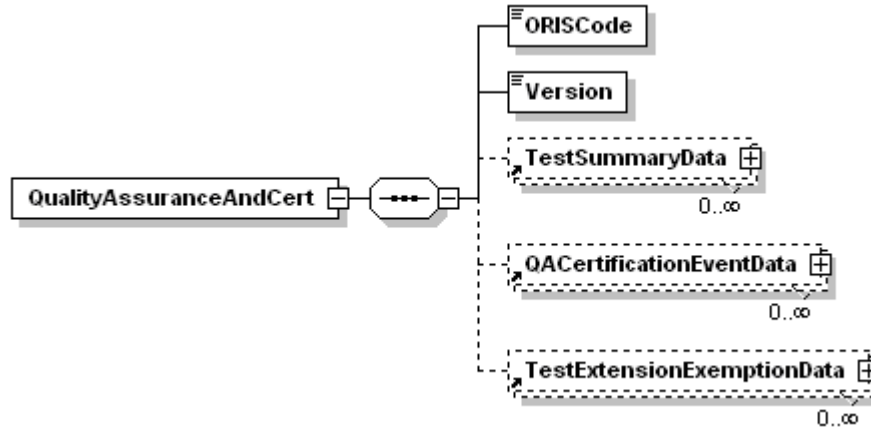 ORISCode
Version
TestSummaryData
0..∞
QualityAssuranceAndCert
QACertificationEventData
0..∞
TestExtensionExemptionData
0..∞